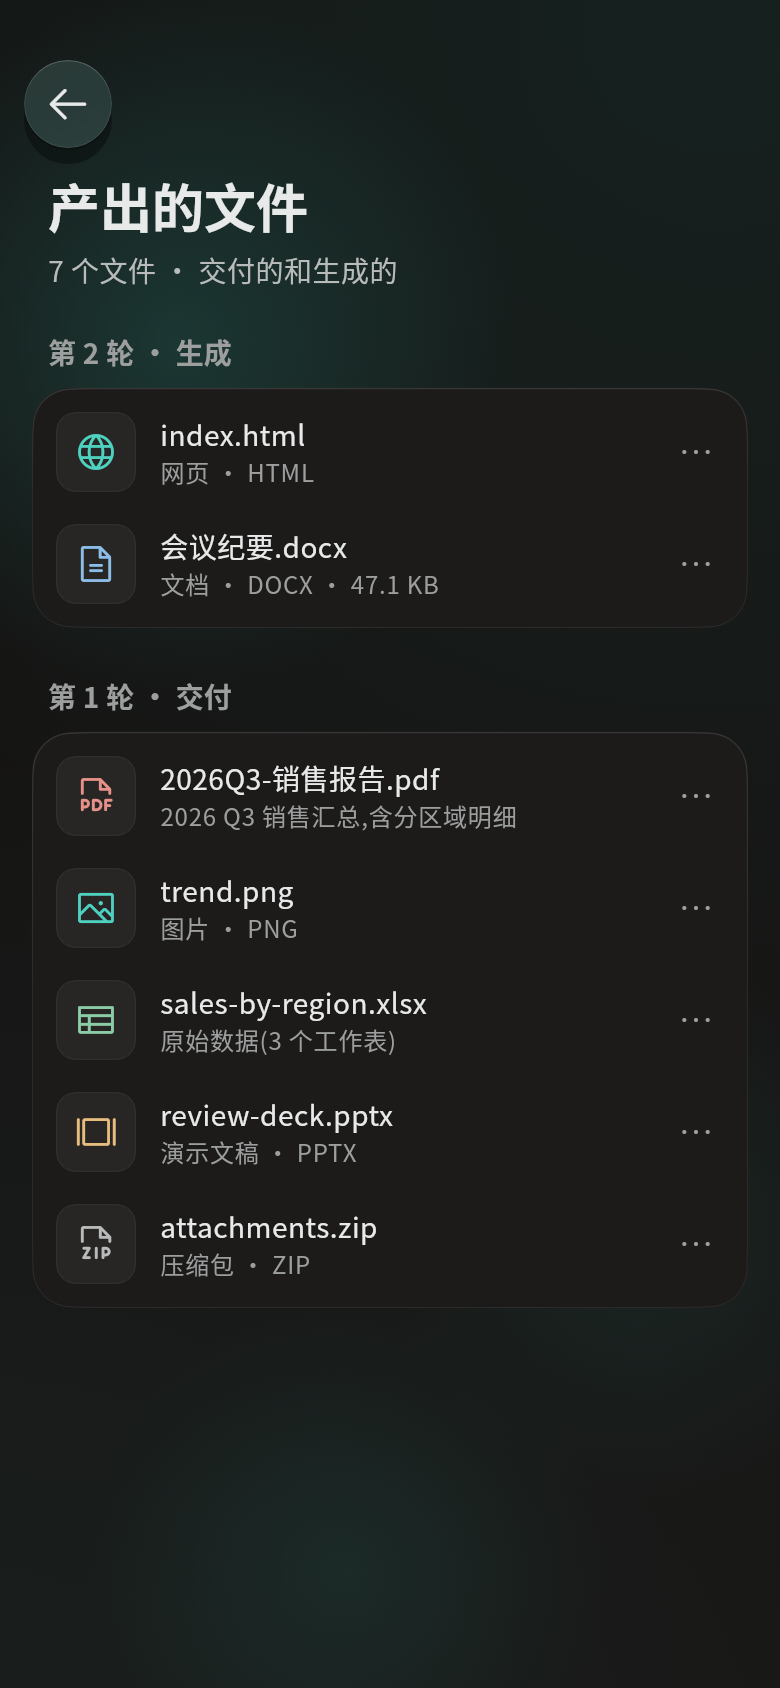 产出的文件
7 个文件 · 交付的和生成的
第 2 轮 · 生成
index.html
网页 · HTML
会议纪要.docx
文档 · DOCX · 47.1 KB
第 1 轮 · 交付
2026Q3-销售报告.pdf
PDF
2026 Q3 销售汇总,含分区域明细
trend.png
图片 · PNG
sales-by-region.xlsx
原始数据(3 个工作表)
review-deck.pptx
演示文稿 · PPTX
attachments.zip
ZIP
压缩包 · ZIP